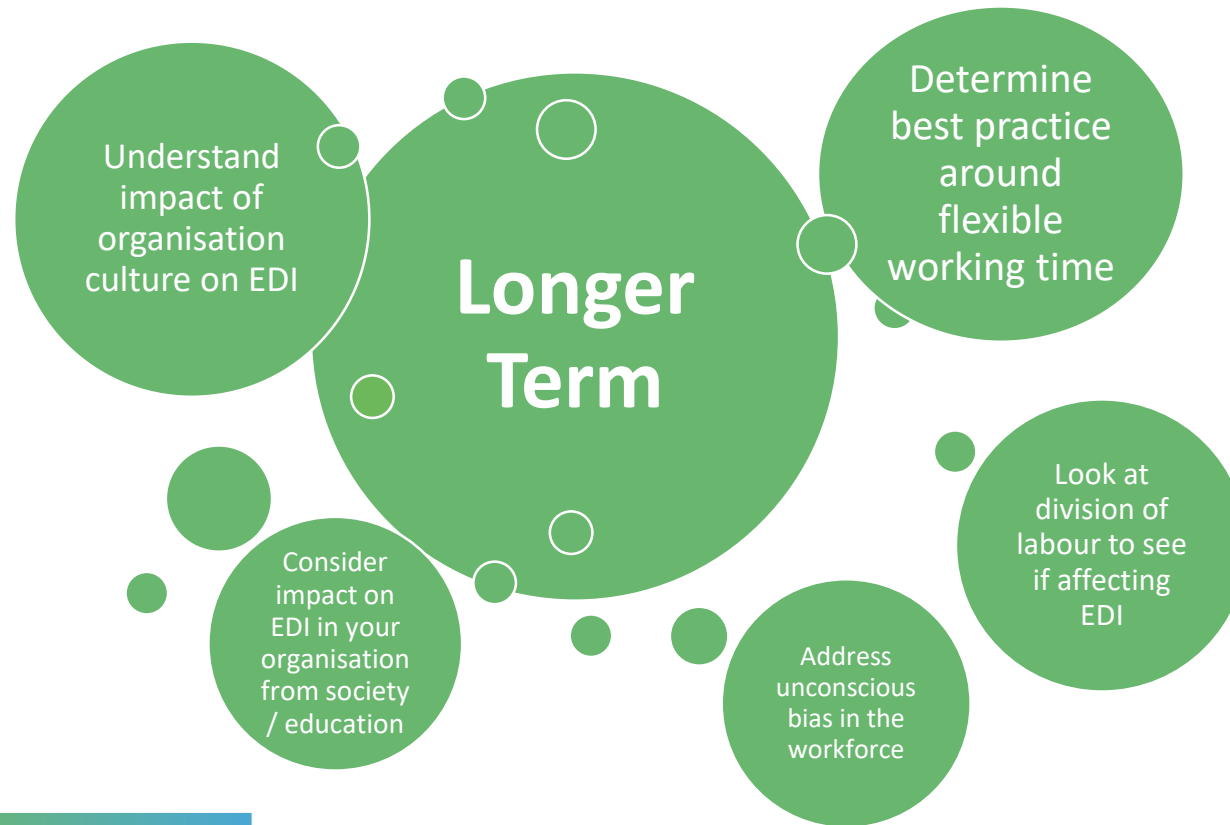 Longer
Term
Understand
impact of
organisation
culture on EDI
Determine
best practice
around
flexible
working time
Look at
division of
labour to see
if affecting
EDI
Address
unconscious
bias in the
workforce
Consider
impact on
EDI in your
organisation
from society
/ education